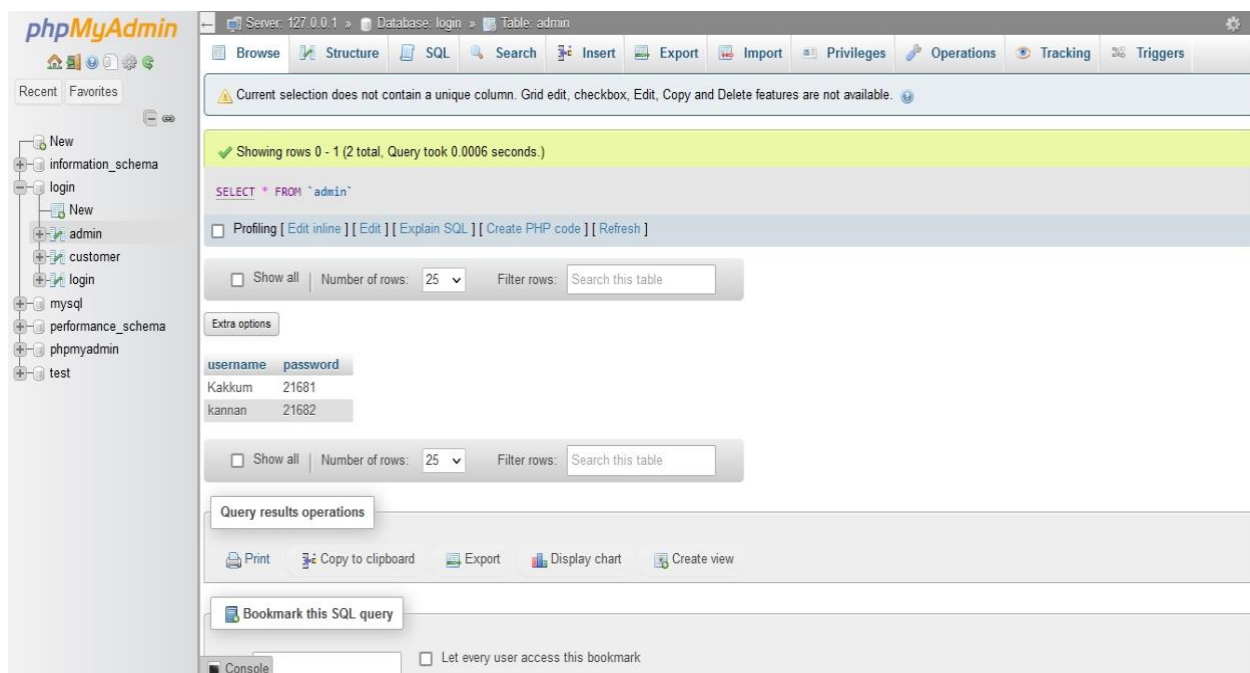 phpMyAdmin
Recent Favorites
New
information_schema
login
New
admin
customer
login
mysql
performance_schema
phpmyadmin
test
Server: 127.0.0.1 » Database: login » Table: admin
Browse Structure SQL Search Insert Export Import Privileges Operations Tracking Triggers
Current selection does not contain a unique column. Grid edit, checkbox, Edit, Copy and Delete features are not available.
Showing rows 0 - 1 (2 total, Query took 0.0006 seconds.)
SELECT * FROM `admin`
Profiling [ Edit inline ] [ Edit ] [ Explain SQL ] [ Create PHP code ] [ Refresh ]
Show all | Number of rows: 25 Filter rows: Search this table
Extra options
username password
Kakkum 21681
kannan 21682
Show all | Number of rows: 25 Filter rows: Search this table
Query results operations
Print Copy to clipboard Export Display chart Create view
Bookmark this SQL query
Let every user access this bookmark
Console